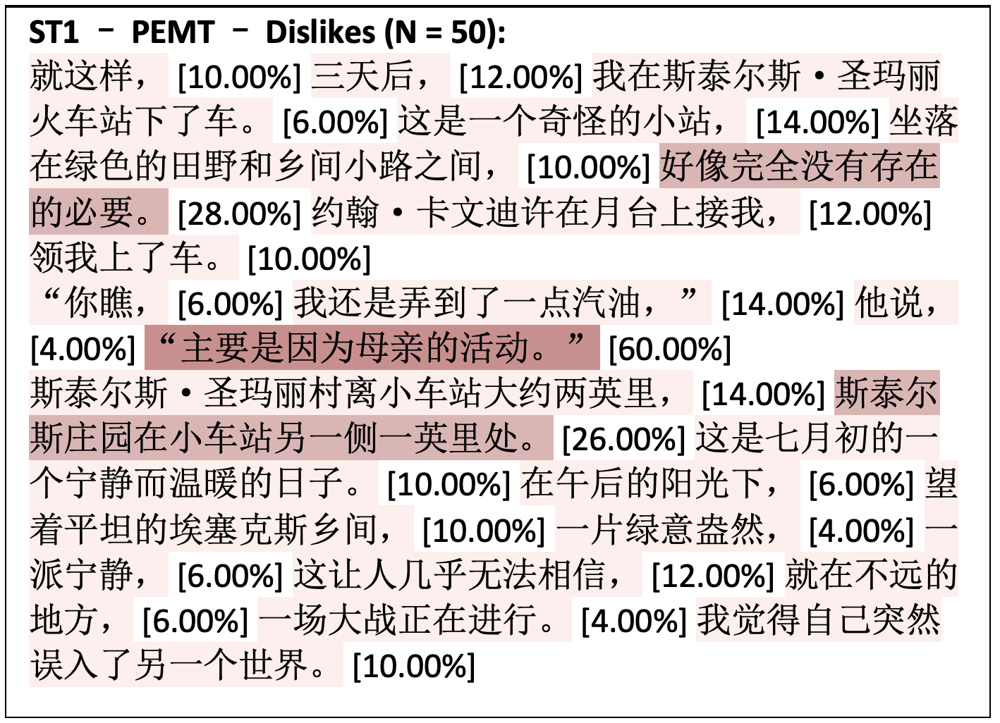 ST1 – PEMT – Dislikes (N = 50):
就这样， [10.00%] 三天后， [12.00%] 我在斯泰尔斯·圣玛丽
火车站下了车。 [6.00%] 这是一个奇怪的小站， [14.00%] 坐落
在绿色的田野和乡间小路之间， [10.00%] 好像完全没有存在
的必要。 [28.00%] 约翰·卡文迪许在月台上接我， [12.00%]
领我上了车。 [10.00%]
“你瞧， [6.00%] 我还是弄到了一点汽油，” [14.00%] 他说，
[4.00%] “主要是因为母亲的活动。” [60.00%]
斯泰尔斯·圣玛丽村离小车站大约两英里， [14.00%] 斯泰尔
斯庄园在小车站另一侧一英里处。 [26.00%] 这是七月初的一
个宁静而温暖的日子。 [10.00%] 在午后的阳光下， [6.00%] 望
着平坦的埃塞克斯乡间， [10.00%] 一片绿意盎然， [4.00%] 一
派宁静， [6.00%] 这让人几乎无法相信， [12.00%] 就在不远的
地方， [6.00%] 一场大战正在进行。 [4.00%] 我觉得自己突然
误入了另一个世界。 [10.00%]